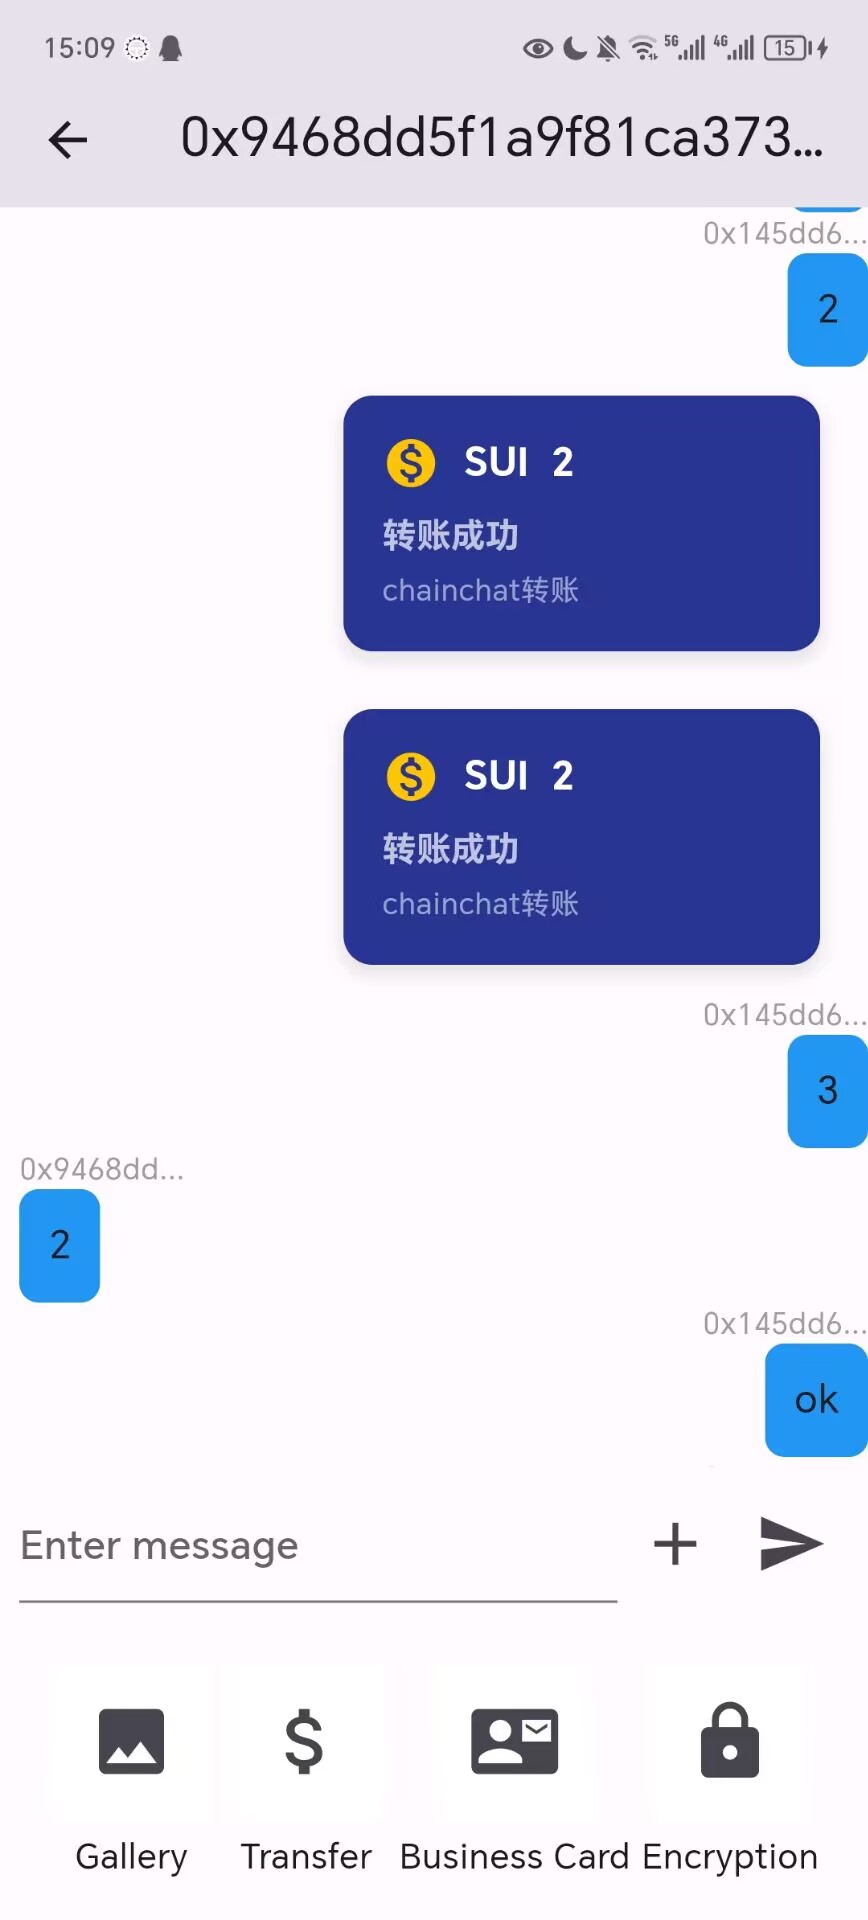 15:09
5G
4G
15
0x9468dd5f1a9f81ca373...
0x145dd6...
2
SUI 2
转账成功
chainchat转账
SUI 2
转账成功
chainchat转账
0x145dd6...
3
0x9468dd...
2
0x145dd6...
ok
Enter message
Gallery
Transfer
Business Card
Encryption